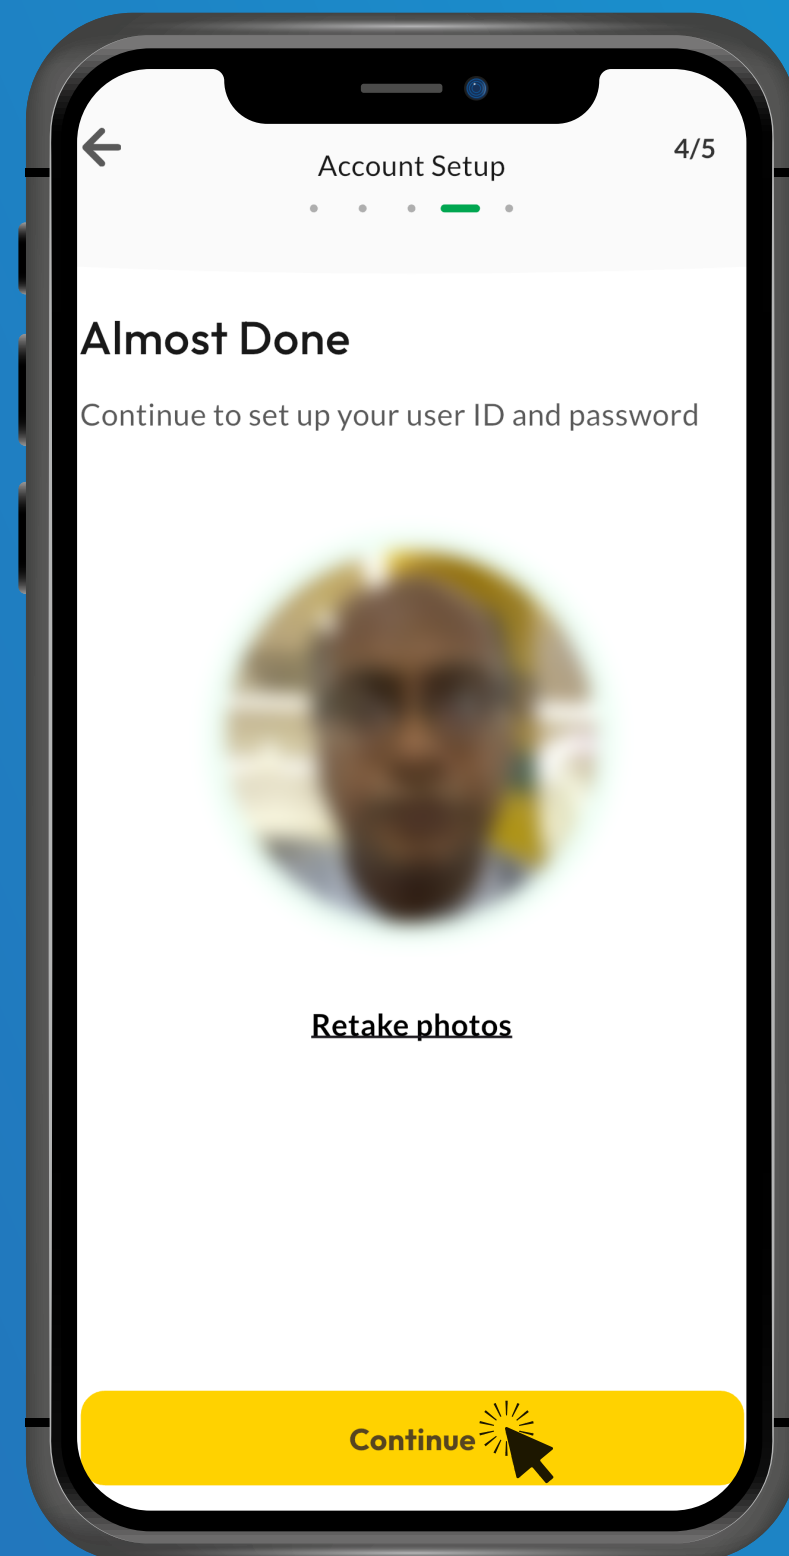 4/5
Account Setup
Almost Done
Continue to set up your user ID and password
Retake photos
Continue